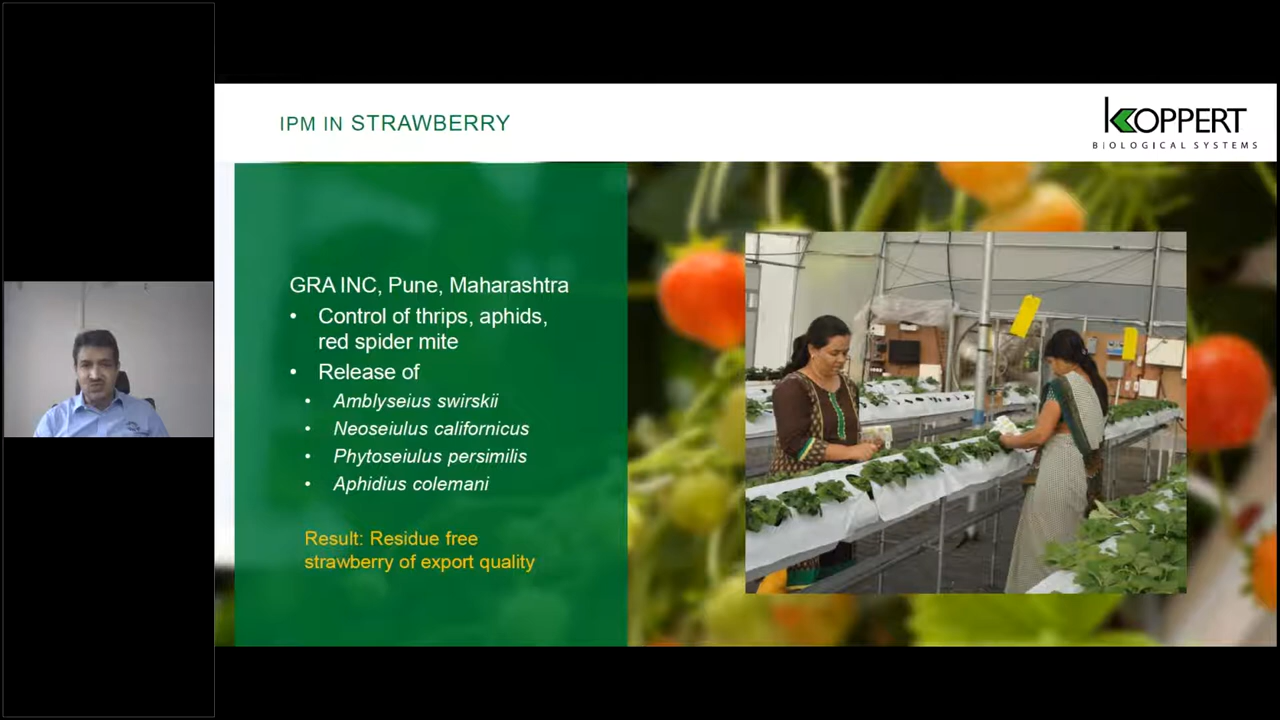 IPM IN STRAWBERRY
KOPPERT
BIOLOGICAL SYSTEMS
GRA INC, Pune, Maharashtra
• Control of thrips, aphids,
red spider mite
• Release of
• Amblyseius swirskii
• Neoseiulus californicus
• Phytoseiulus persimilis
• Aphidius colemani
Result: Residue free
strawberry of export quality